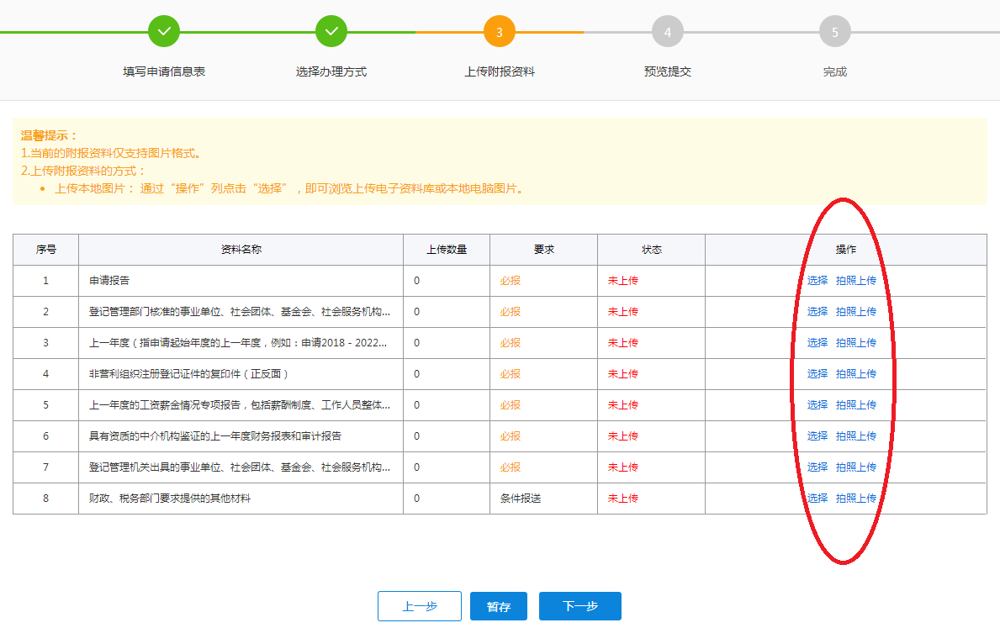 3
4
5
填写申请信息表
选择办理方式
上传附报资料
预览提交
完成
温馨提示：
1.当前的附报资料仅支持图片格式。
2.上传附报资料的方式：
• 上传本地图片： 通过“操作”列点击“选择”，即可浏览上传电子资料库或本地电脑图片。
序号 资料名称 上传数量 要求 状态 操作
1 申请报告 0 必报 未上传 选择 拍照上传
2 登记管理部门核准的事业单位、社会团体、基金会、社会服务机构... 0 必报 未上传 选择 拍照上传
3 上一年度（指申请起始年度的上一年度，例如：申请2018－2022... 0 必报 未上传 选择 拍照上传
4 非营利组织注册登记证件的复印件（正反面） 0 必报 未上传 选择 拍照上传
5 上一年度的工资薪金情况专项报告，包括薪酬制度、工作人员整体... 0 必报 未上传 选择 拍照上传
6 具有资质的中介机构鉴证的上一年度财务报表和审计报告 0 必报 未上传 选择 拍照上传
7 登记管理机关出具的事业单位、社会团体、基金会、社会服务机构... 0 必报 未上传 选择 拍照上传
8 财政、税务部门要求提供的其他材料 0 条件报送 未上传 选择 拍照上传
上一步 暂存 下一步